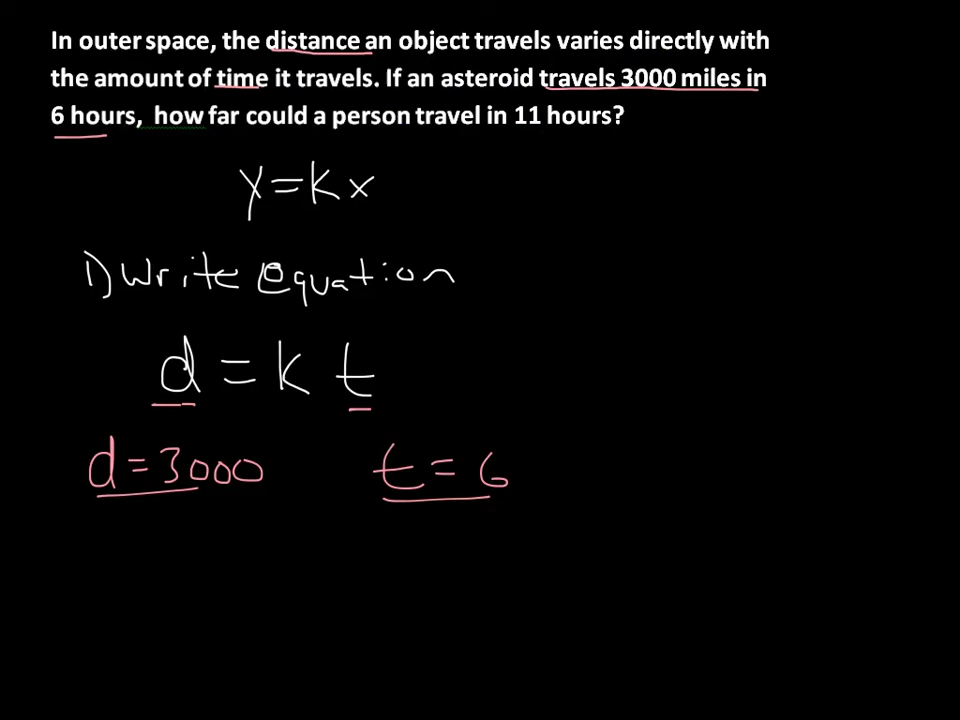 In outer space, the distance an object travels varies directly with
the amount of time it travels. If an asteroid travels 3000 miles in
6 hours, how far could a person travel in 11 hours?
y=kx
1) Write equation
d = k t
d = 3000 t = 6